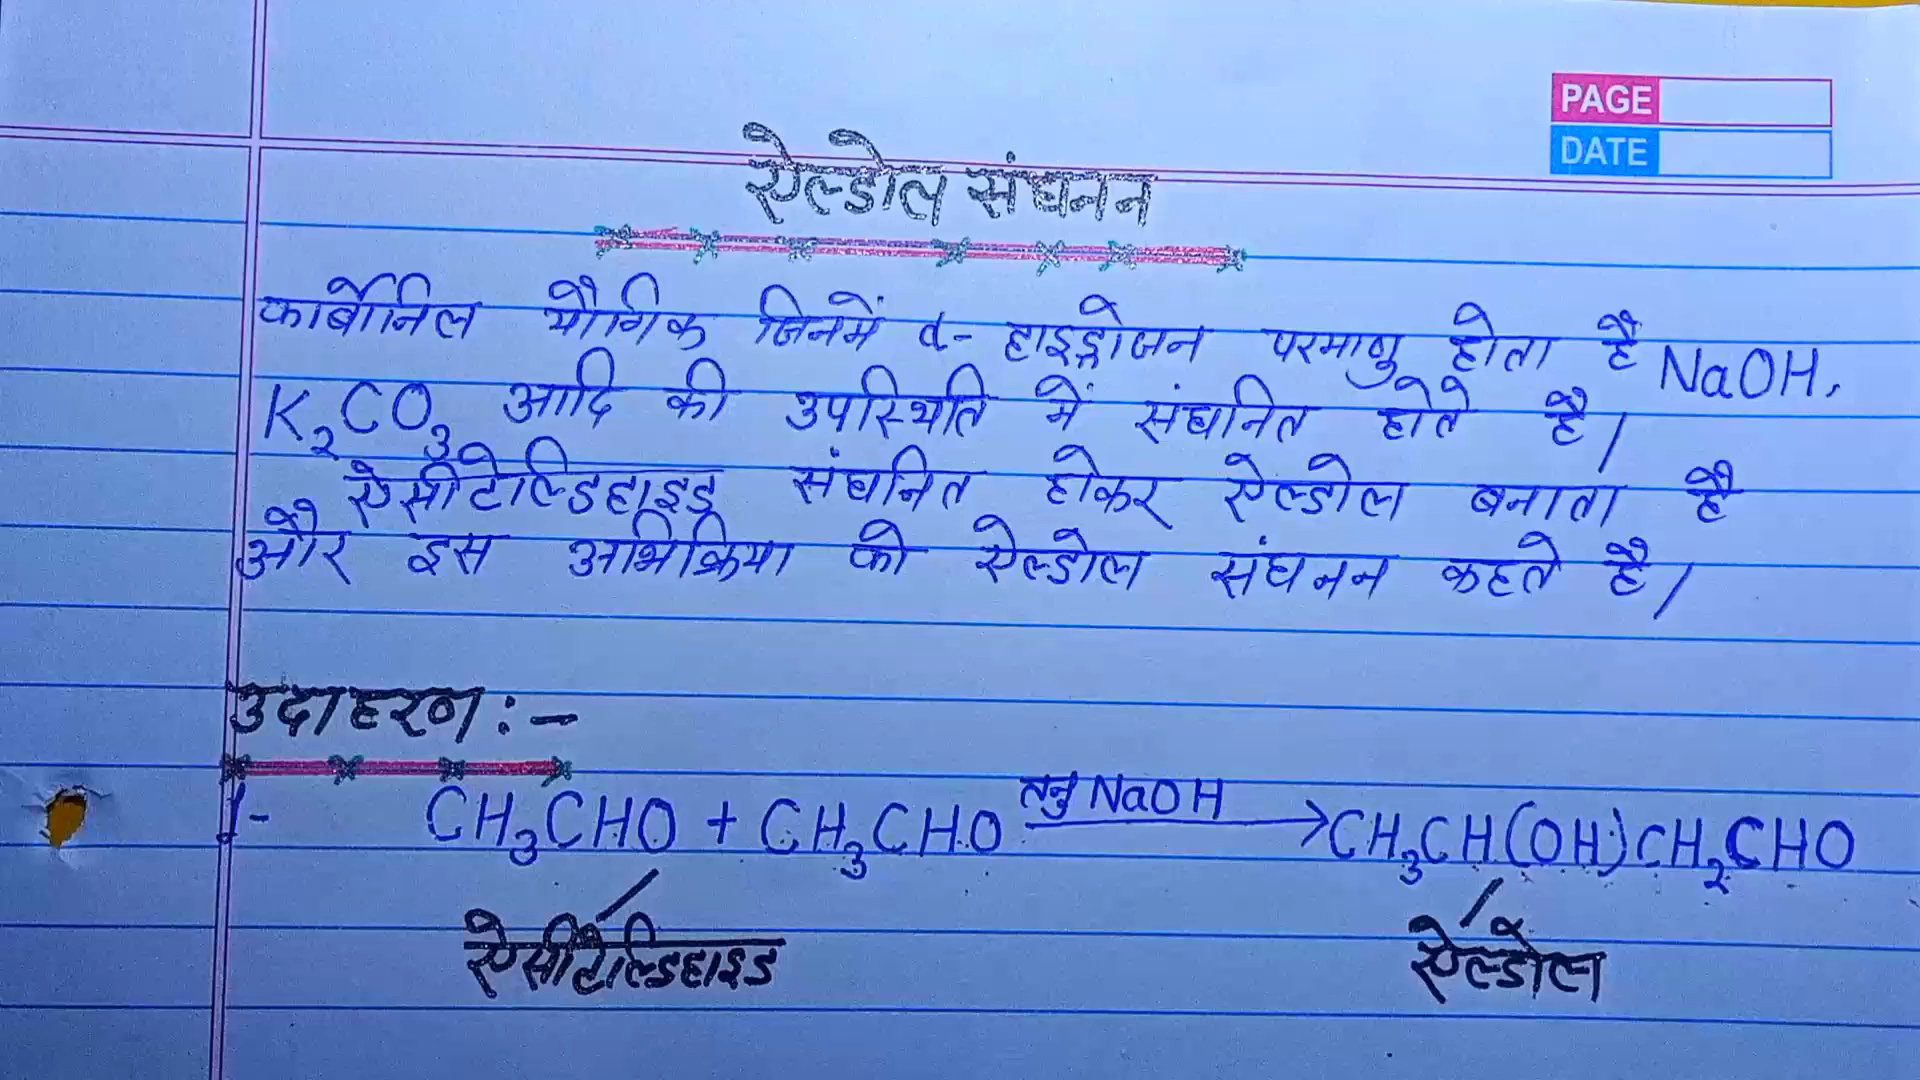 PAGE
DATE
ऐल्डोल संघनन
कार्बोनिल यौगिक जिनमें α- हाइड्रोजन परमाणु होता है NaOH,
K₂CO₃ आदि की उपस्थिति में संघनित होते है।
ऐसीटेल्डिहाइड संघनित होकर ऐल्डोल बनाता है
और इस अभिक्रिया को ऐल्डोल संघनन कहते है।
उदाहरण :-
1- CH₃CHO + CH₃CHO तनु NaOH → CH₃CH(OH)CH₂CHO
ऐसीटेल्डिहाइड ऐल्डोल